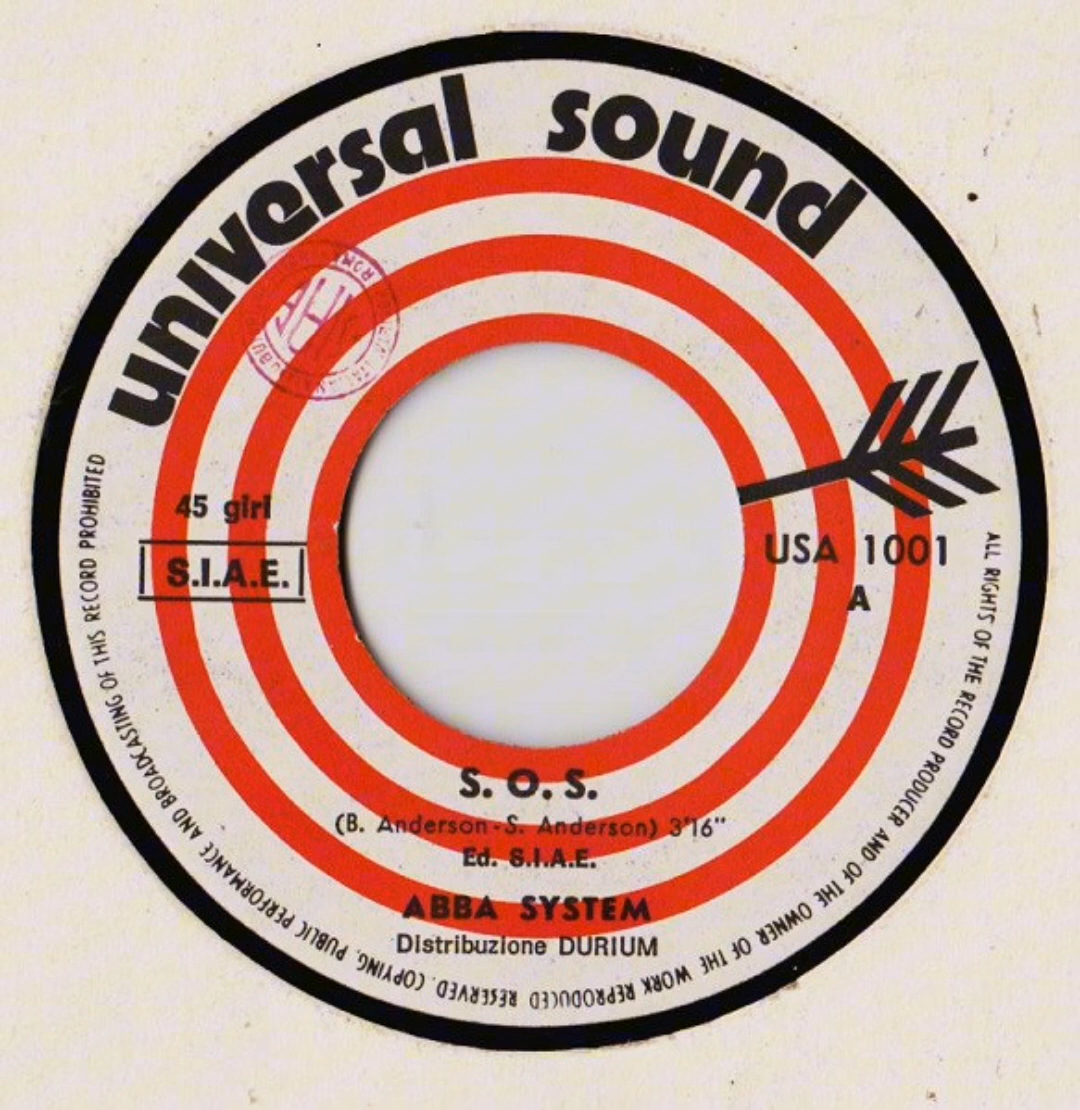 universal sound
45 giri
S.I.A.E.
USA 1001
A
S. O. S.
(B. Anderson - S. Anderson) 3'16"
Ed. S.I.A.E.
ABBA SYSTEM
Distribuzione DURIUM
ALL RIGHTS OF THE RECORD PRODUCER AND OF THE OWNER OF THE WORK REPRODUCED RESERVED. COPYING, PUBLIC PERFORMANCE AND BROADCASTING OF THIS RECORD PROHIBITED